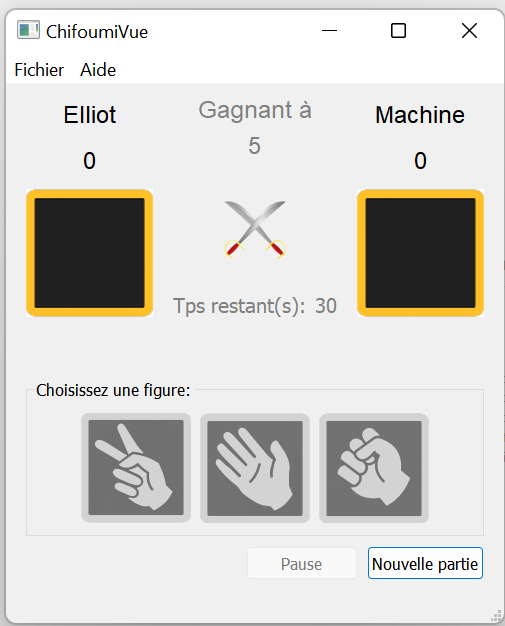 ChifoumiVue
Fichier Aide
Elliot Gagnant à Machine
0 5 0
Tps restant(s): 30
Choisissez une figure:
Pause Nouvelle partie